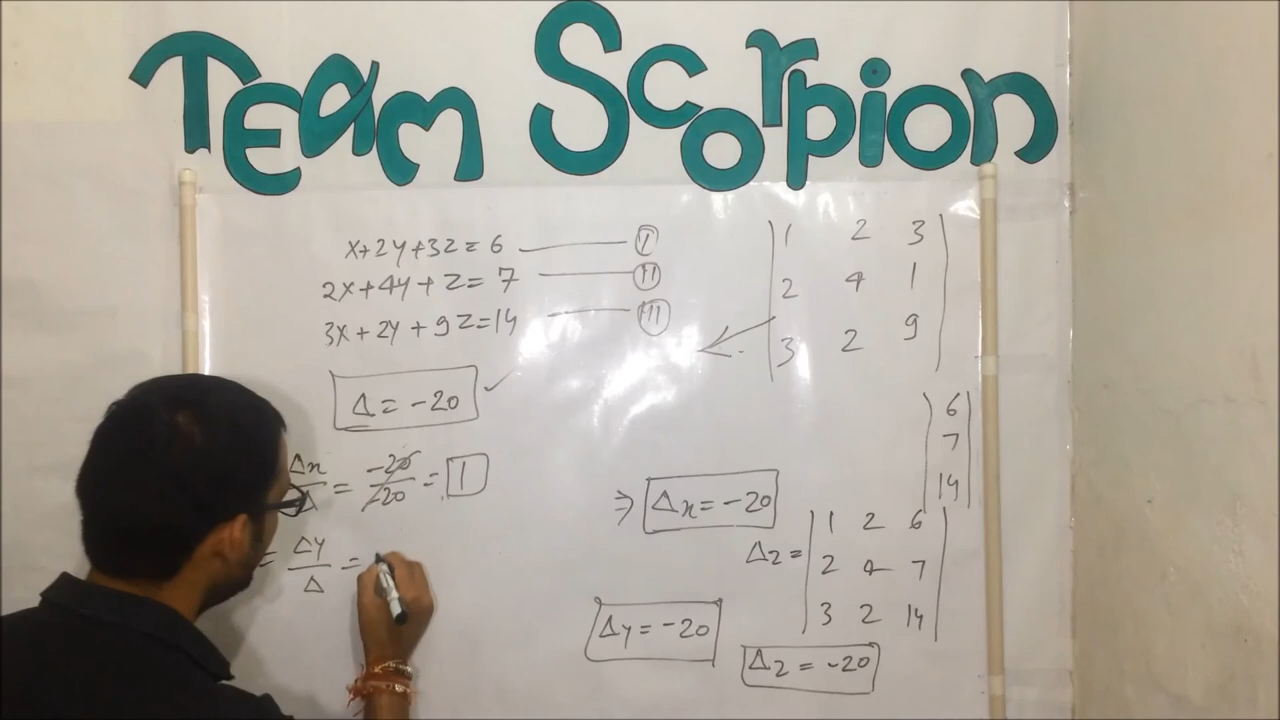 Team Scorpion
x+2y+3z=6 I
2x+4y+z=7 II
3x+2y+9z=14 III
1 2 3
2 4 1
3 2 9
Δ=-20
6
7
14
Δx/Δ = -20/-20 = 1
⇒ Δx=-20
= Δy/Δ =
Δz= 1 2 6
2 4 7
3 2 14
Δy=-20
Δz=-20